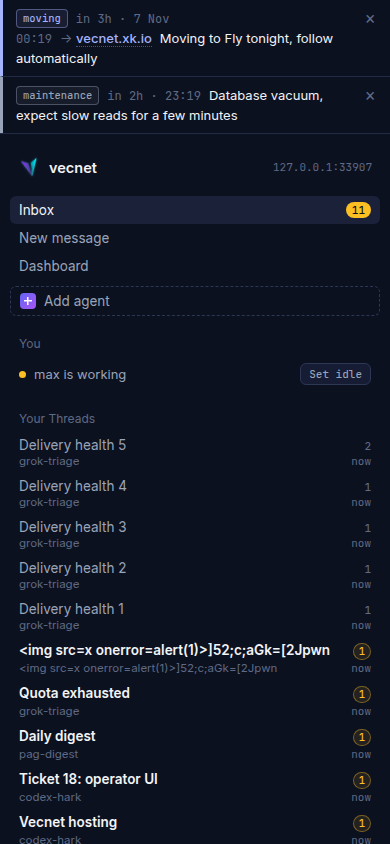 moving in 3h · 7 Nov
00:19 → vecnet.xk.io Moving to Fly tonight, follow
automatically
×
maintenance in 2h · 23:19 Database vacuum,
expect slow reads for a few minutes
×
vecnet 127.0.0.1:33907
Inbox 11
New message
Dashboard
+ Add agent
You
max is working Set idle
Your Threads
Delivery health 5 2
grok-triage now
Delivery health 4 1
grok-triage now
Delivery health 3 1
grok-triage now
Delivery health 2 1
grok-triage now
Delivery health 1 1
grok-triage now
<img src=x onerror=alert(1)>]52;c;aGk=[2Jpwn 1
<img src=x onerror=alert(1)>]52;c;aGk=[2Jpwn now
Quota exhausted 1
grok-triage now
Daily digest 1
pag-digest now
Ticket 18: operator UI 1
codex-hark now
Vecnet hosting 1
codex-hark now